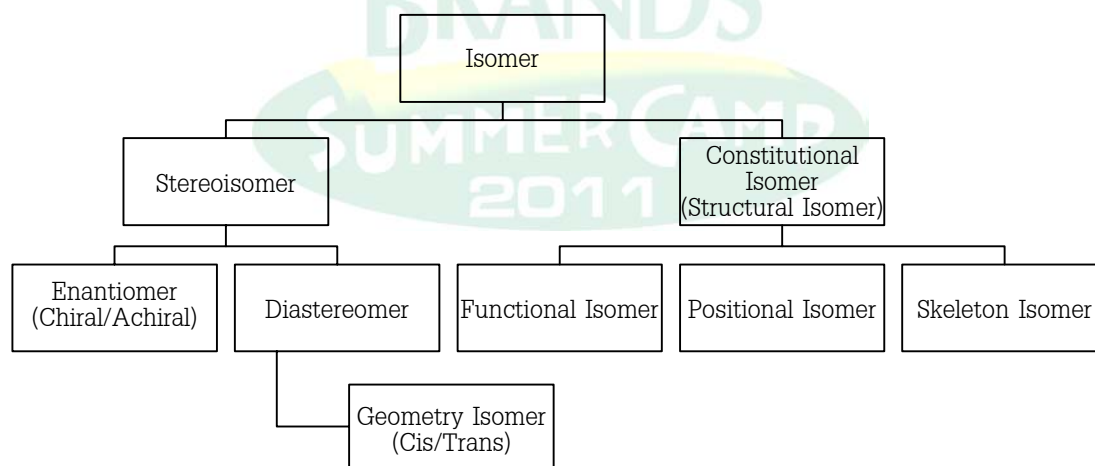 BRANDS
SUMMER CAMP
2011
Isomer
Stereoisomer
Constitutional
Isomer
(Structural Isomer)
Enantiomer
(Chiral/Achiral)
Diastereomer
Functional Isomer
Positional Isomer
Skeleton Isomer
Geometry Isomer
(Cis/Trans)